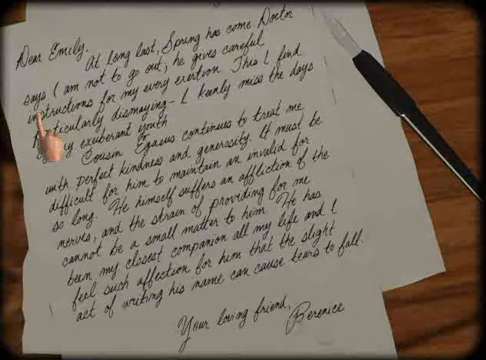 Dear Emily,
At long last, Spring has come. Doctor
says I am not to go out; he gives careful
instructions for my every exertion. This I find
particularly dismaying - I keenly miss the days
of my exuberant youth
Cousin Egaeus continues to treat me
with perfect kindness and generosity. It must be
difficult for him to maintain an invalid for
so long. He himself suffers an affliction of the
nerves, and the strain of providing for me
cannot be a small matter to him. He has
been my closest companion all my life and I
feel such affection for him that the slight
act of writing his name can cause tears to fall.
Your loving friend,
Berenice